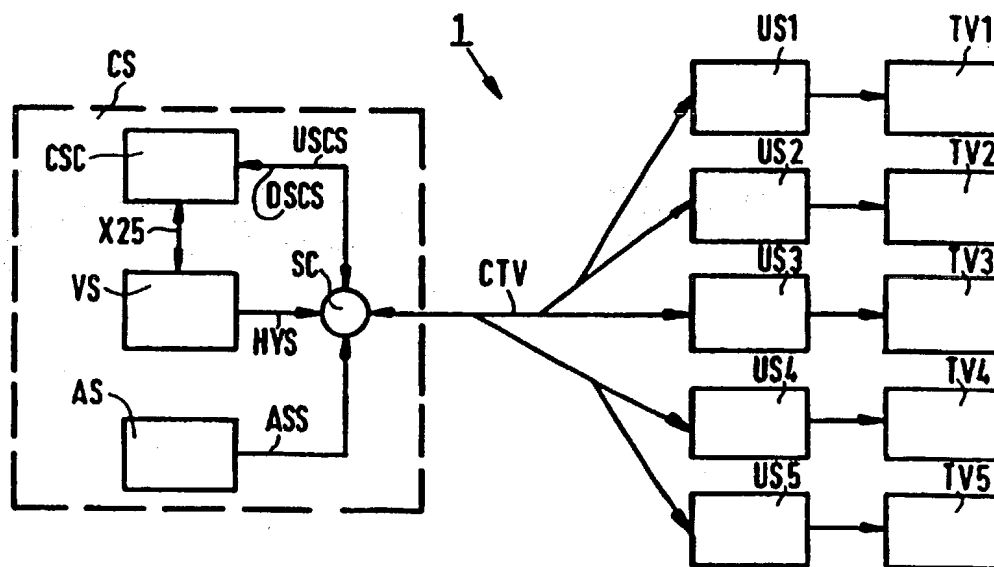 1
US1
TV1
CS
CSC
USCS
DSCS
US2
TV2
X25
SC
CTV
US3
TV3
VS
HYS
US4
TV4
AS
ASS
US5
TV5